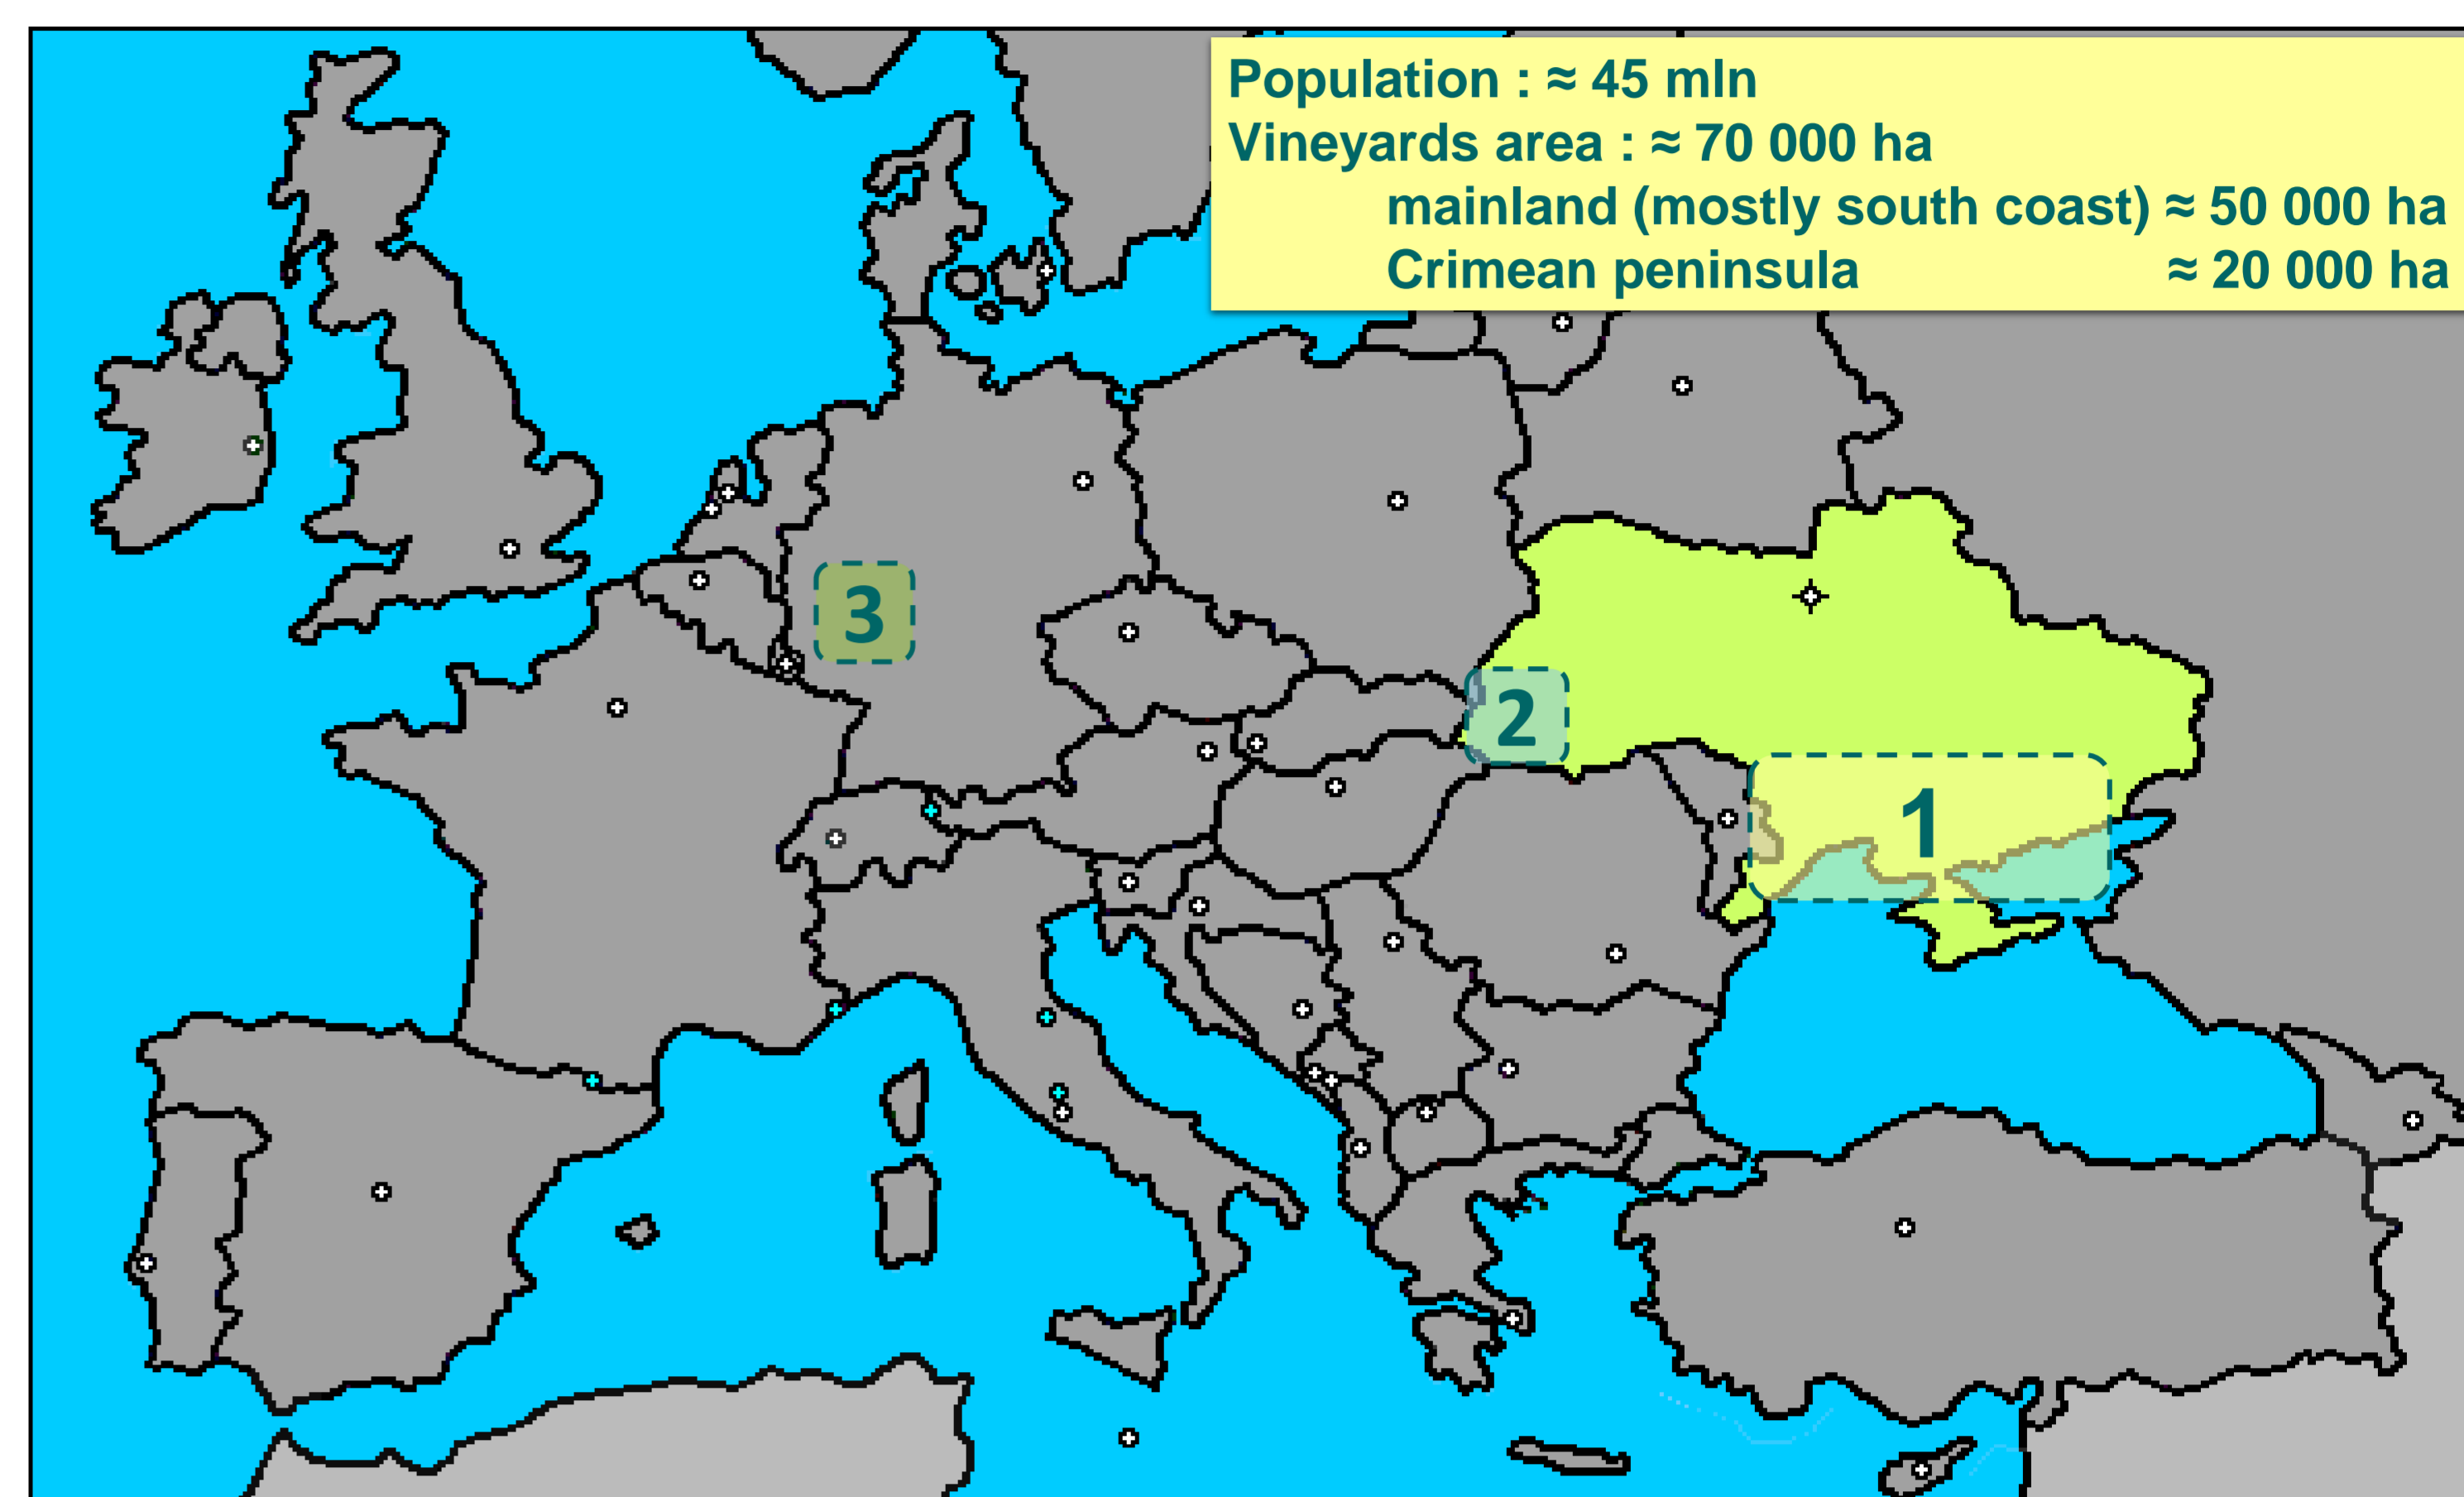 Population : ≈ 45 mln
Vineyards area : ≈ 70 000 ha
mainland (mostly south coast) ≈ 50 000 ha
Crimean peninsula ≈ 20 000 ha
3
2
1